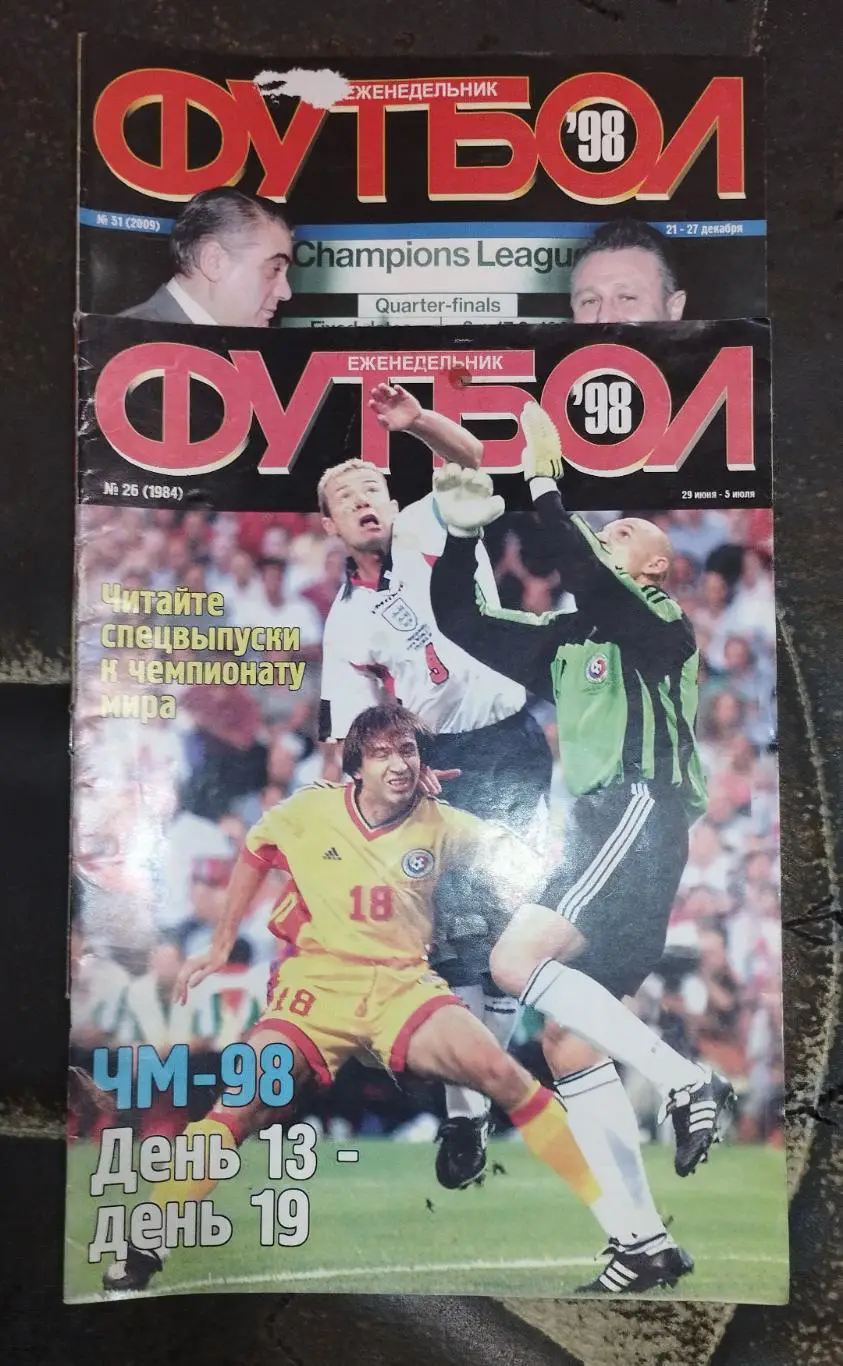 ЕЖЕНЕДЕЛЬНИК
ФУТБОЛ '98
№ 51 (2009)
21 - 27 декабря
Champions League
Quarter-finals
ЕЖЕНЕДЕЛЬНИК
ФУТБОЛ '98
№ 26 (1984)
29 июня - 5 июля
Читайте
спецвыпуски
к чемпионату
мира
18
18
ЧМ-98
День 13 -
день 19